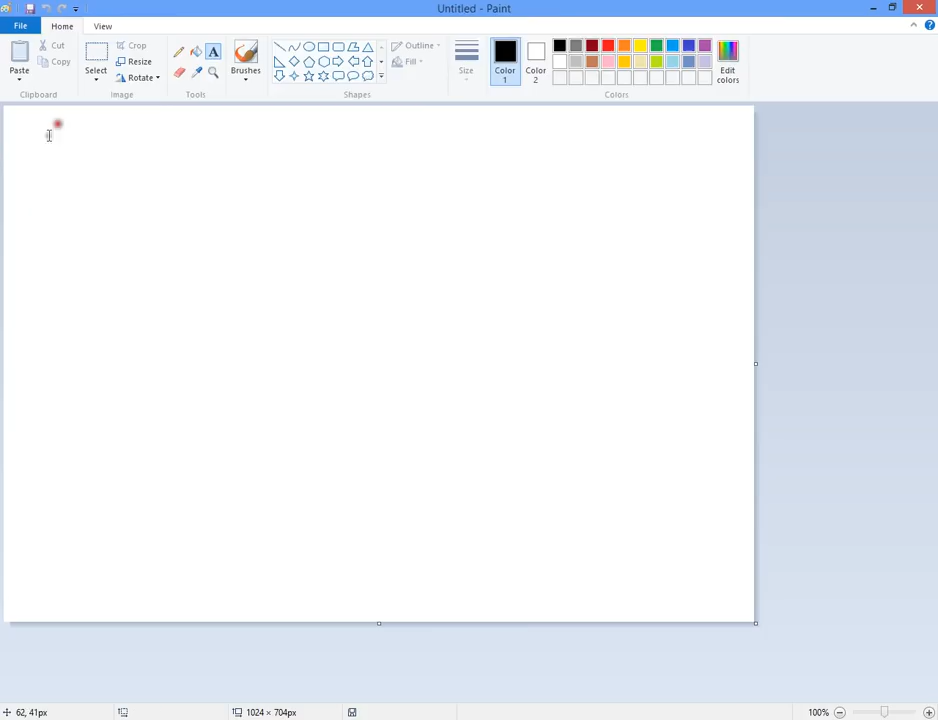 Untitled - Paint
File Home View
Paste
Cut
Copy
Clipboard
Select
Crop
Resize
Rotate
Image
A
Tools
Brushes
Outline
Fill
Shapes
Size
Color 1
Color 2
Edit colors
Colors
62, 41px
1024 × 704px
100%